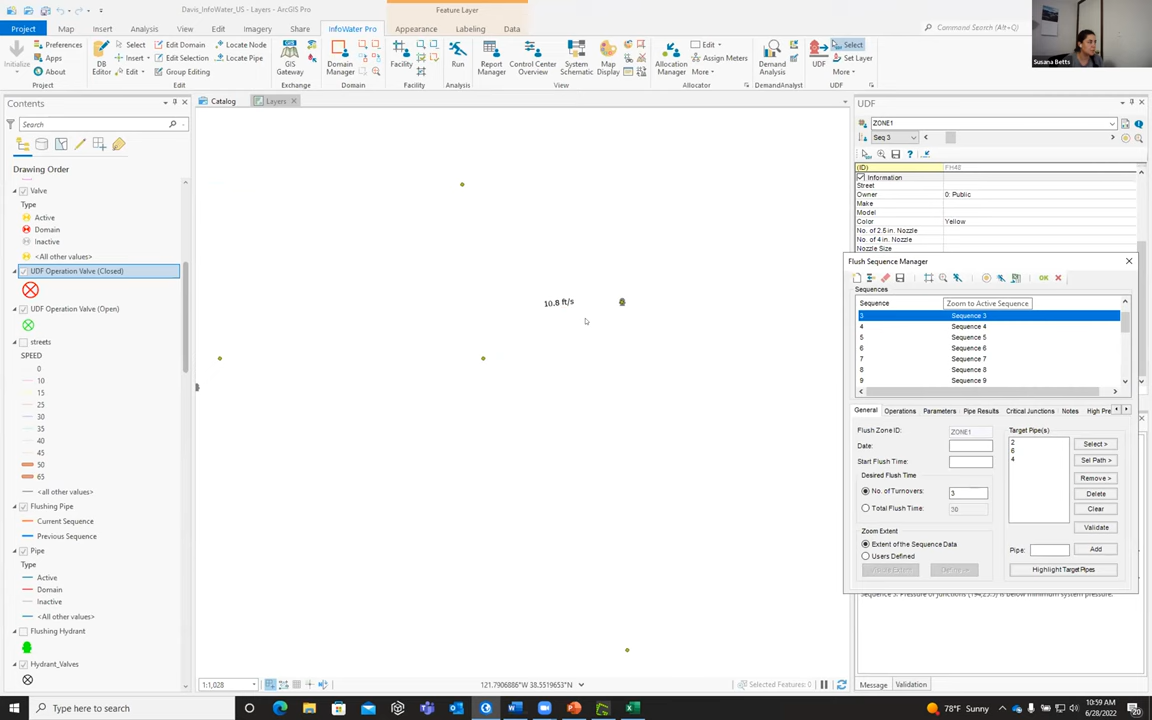 Davis_InfoWater_US - Layers - ArcGIS Pro
Feature Layer
Project Map Insert Analysis View Edit Imagery Share InfoWater Pro Appearance Labeling Data
Command Search (Alt+Q)
Susana Betts
Initialize
Preferences
Apps
About
Project
DB Editor
Select
Insert
Edit
Edit Domain
Edit Selection
Group Editing
Locate Node
Locate Pipe
Edit
GIS Gateway
Exchange
Domain Manager
Domain
Facility
Facility
Run
Analysis
Report Manager
Control Center Overview
System Schematic
Map Display
View
Allocation Manager
Edit
Assign Meters
More
Allocator
Demand Analyst
DemandAnalyst
UDF
Select
Set Layer
More
UDF
Contents
Search
Drawing Order
Valve
Type
Active
Domain
Inactive
<All other values>
UDF Operation Valve (Closed)
UDF Operation Valve (Open)
streets
SPEED
0
10
15
25
30
35
40
45
50
65
<all other values>
Flushing Pipe
Current Sequence
Previous Sequence
Pipe
Type
Active
Domain
Inactive
<All other values>
Flushing Hydrant
Hydrant_Valves
Catalog
Layers
10.8 ft/s
1:1,028
121.7906886°W 38.5519653°N
Selected Features: 0
UDF
ZONE1
Seq 3
(ID) FH42
Information
Street
Owner 0: Public
Make
Model
Color Yellow
No. of 2.5 in. Nozzle
No. of 4 in. Nozzle
Nozzle Size
Flush Sequence Manager
OK
Sequences
Sequence
Zoom to Active Sequence
3 Sequence 3
4 Sequence 4
5 Sequence 5
6 Sequence 6
7 Sequence 7
8 Sequence 8
9 Sequence 9
General Operations Parameters Pipe Results Critical Junctions Notes High Pre
Flush Zone ID: ZONE1
Date:
Start Flush Time:
Desired Flush Time
No. of Turnovers: 3
Total Flush Time: 30
Zoom Extent
Extent of the Sequence Data
Users Defined
Visible Extent
Define
Target Pipe(s)
2
6
4
Select >
Sel Path >
Remove >
Delete
Clear
Validate
Pipe:
Add
Highlight Target Pipes
Message Validation
Type here to search
78°F Sunny
10:59 AM
6/28/2022
20